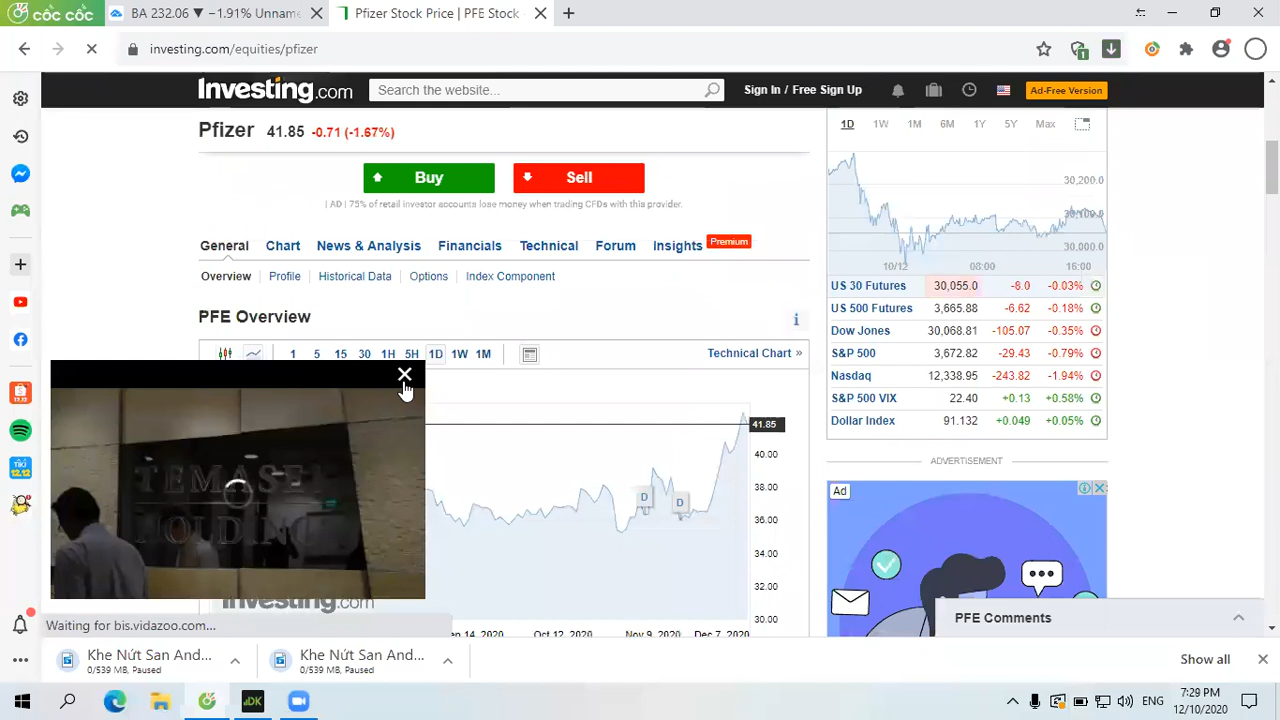 cốc cốc
BA 232.06 ▼ −1.91% Unname
Pfizer Stock Price | PFE Stock
investing.com/equities/pfizer
1
Investing.com
Search the website...
Sign In / Free Sign Up
Ad-Free Version
Pfizer 41.85 -0.71 (-1.67%)
Buy
Sell
| AD | 75% of retail investor accounts lose money when trading CFDs with this provider.
General Chart News & Analysis Financials Technical Forum Insights Premium
Overview Profile Historical Data Options Index Component
PFE Overview
1 5 15 30 1H 5H 1D 1W 1M
Technical Chart »
TEMASE
HOLDING
41.85
40.00
38.00
36.00
34.00
32.00
30.00
D
D
Investing.com
14, 2020 Oct 12, 2020 Nov 9, 2020 Dec 7, 2020
1D 1W 1M 6M 1Y 5Y Max
30,200.0
30,100.0
30,000.0
10/12 08:00 16:00
US 30 Futures 30,055.0 -8.0 -0.03%
US 500 Futures 3,665.88 -6.62 -0.18%
Dow Jones 30,068.81 -105.07 -0.35%
S&P 500 3,672.82 -29.43 -0.79%
Nasdaq 12,338.95 -243.82 -1.94%
S&P 500 VIX 22.40 +0.13 +0.58%
Dollar Index 91.132 +0.049 +0.05%
ADVERTISEMENT
Ad
PFE Comments
Waiting for bis.vidazoo.com...
Khe Nứt San And...
0/539 MB, Paused
Khe Nứt San And...
0/539 MB, Paused
Show all
DK
ENG
7:29 PM
12/10/2020